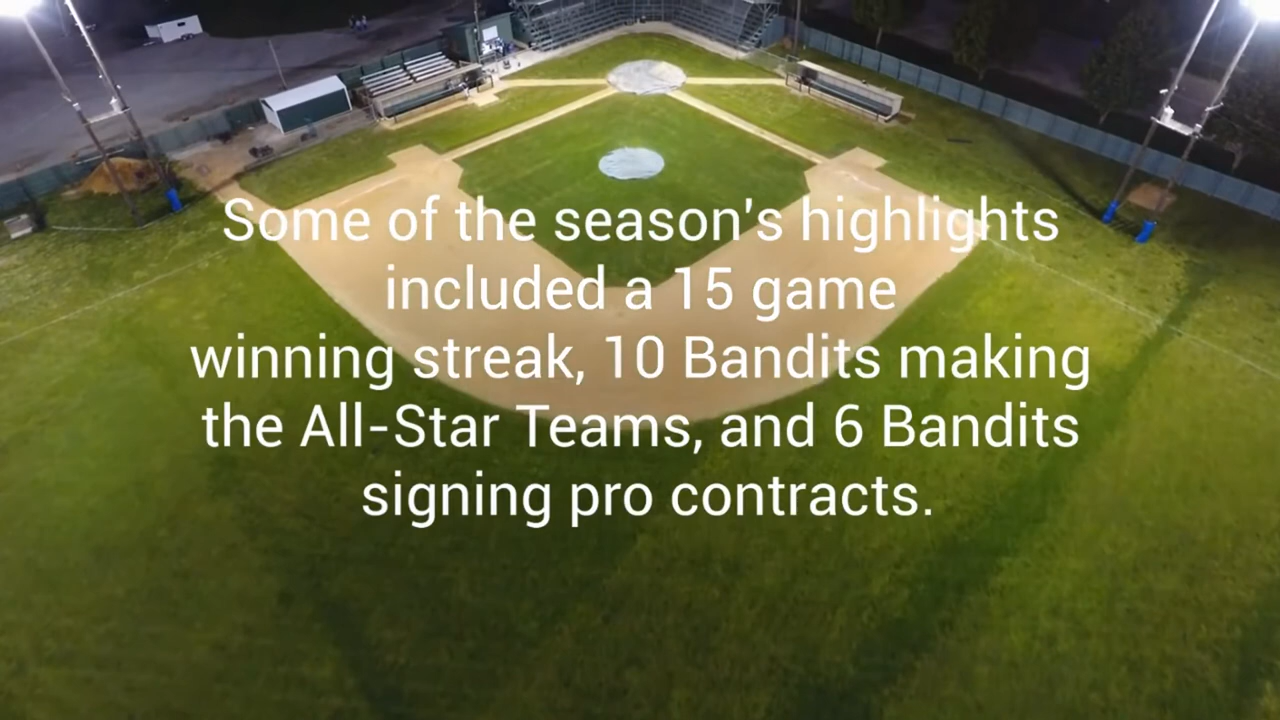 Some of the season's highlights
included a 15 game
winning streak, 10 Bandits making
the All-Star Teams, and 6 Bandits
signing pro contracts.